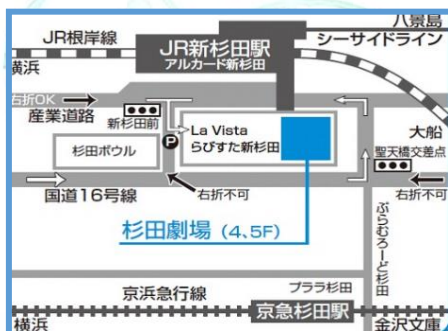 八景島
シーサイドライン
JR根岸線
横浜
JR新杉田駅
アルカード新杉田
右折OK
産業道路
新杉田前
P
La Vista
らびすた新杉田
杉田ボウル
大船
聖天橋交差点
国道16号線
右折不可
右折不可
杉田劇場 (4、5F)
ぷらむろーど杉田
京浜急行線
プララ杉田
京急杉田駅
横浜
金沢文庫